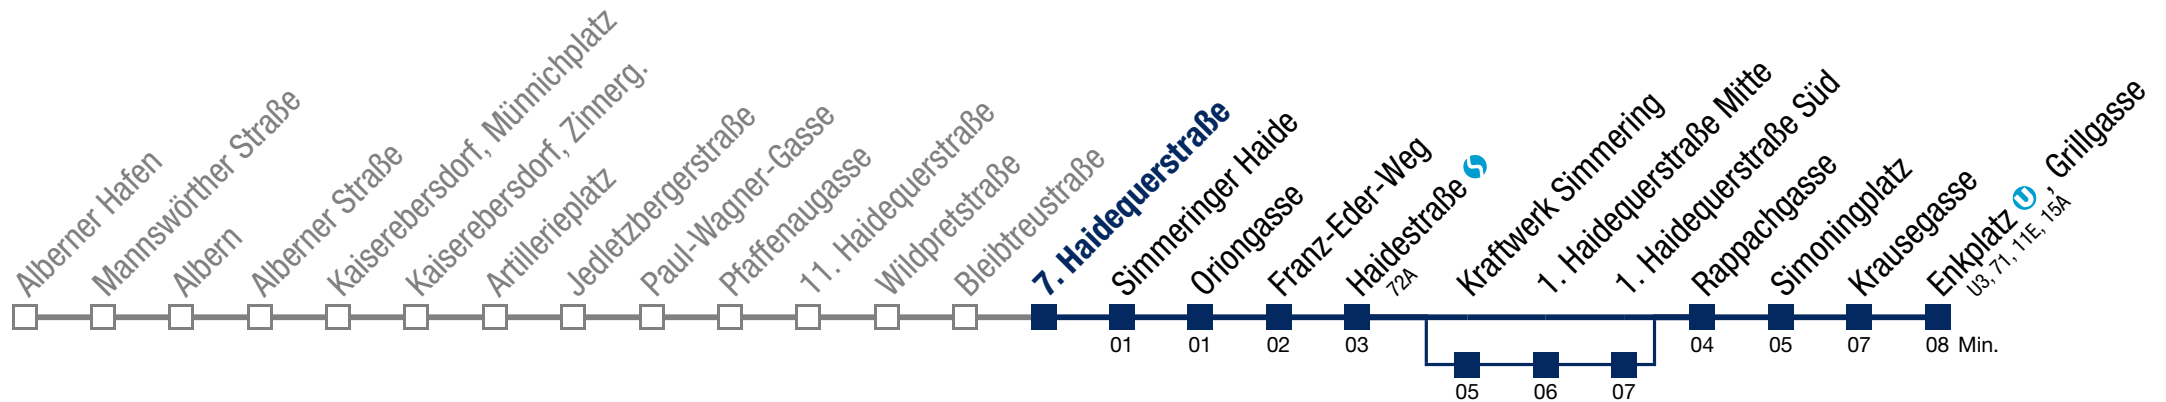 Alberner Hafen
Mannswörther Straße
Albern
Alberner Straße
Kaiserebersdorf, Münnichplatz
Kaiserebersdorf, Zinnerg.
Artillerieplatz
Jedletzbergerstraße
Paul-Wagner-Gasse
Pfaffenaugasse
11. Haidequerstraße
Wildpretstraße
Bleibtreustraße
7. Haidequerstraße
Simmeringer Haide
Oriongasse
Franz-Eder-Weg
Haidestraße
72A
Kraftwerk Simmering
1. Haidequerstraße Mitte
1. Haidequerstraße Süd
Rappachgasse
Simoningplatz
Krausegasse
Enkplatz U, Grillgasse
U3, 71, 11E, 15A
01 01 02 03 04 05 07 08 Min.
05 06 07